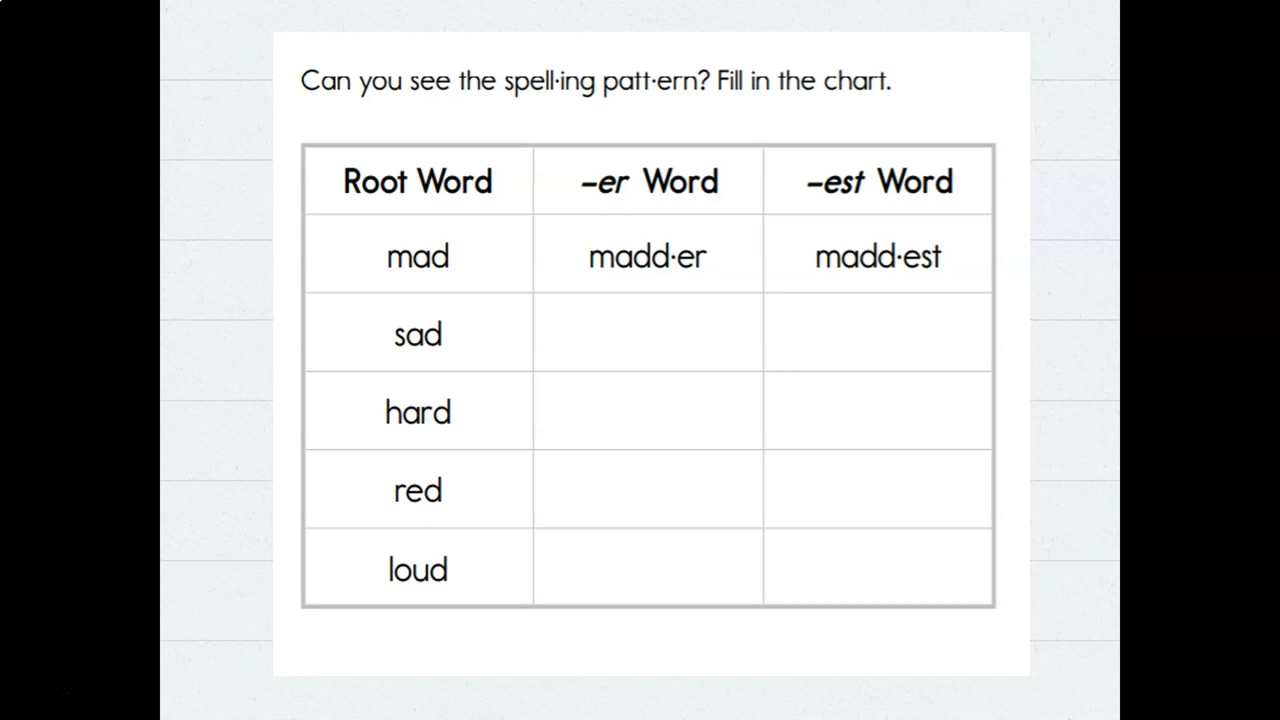 Can you see the spell·ing patt·ern? Fill in the chart.
Root Word –er Word –est Word
mad madd·er madd·est
sad
hard
red
loud